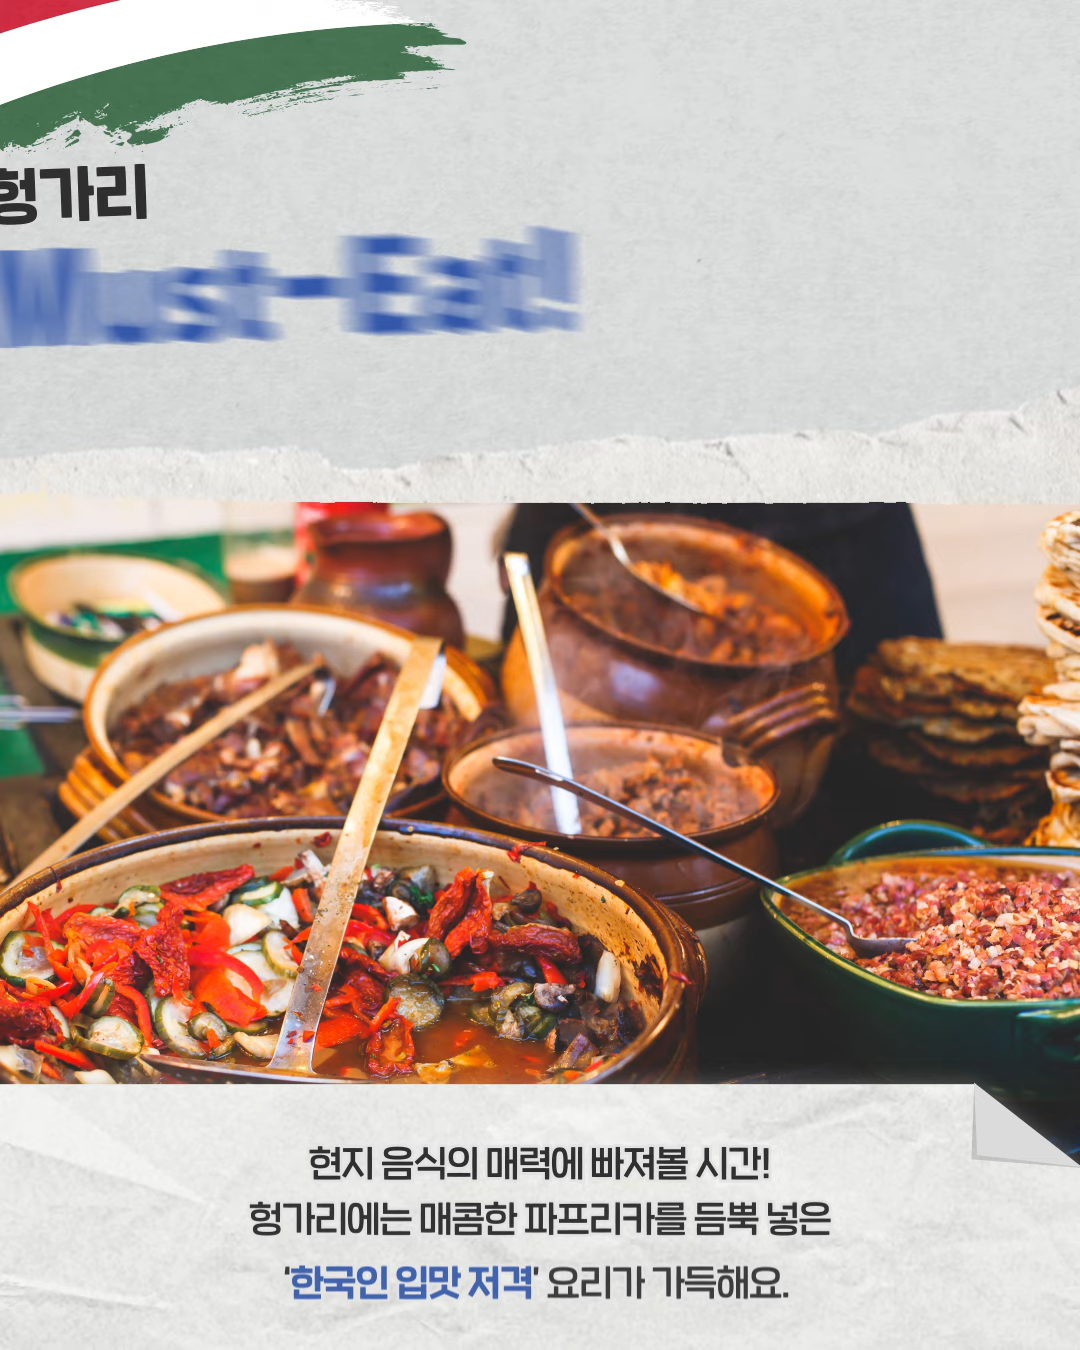 헝가리
Must-Eat!
현지 음식의 매력에 빠져볼 시간!
헝가리에는 매콤한 파프리카를 듬뿍 넣은
'한국인 입맛 저격' 요리가 가득해요.